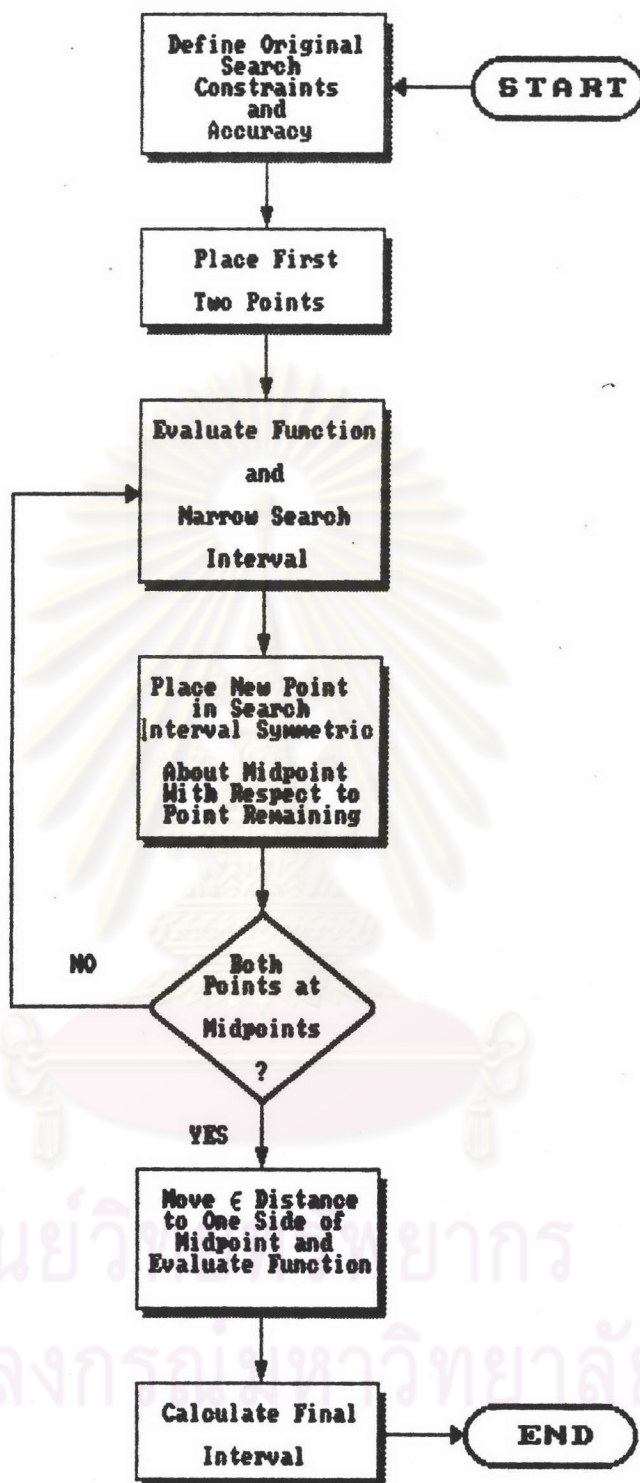 START
Define Original
Search
Constraints
and
Accuracy
Place First
Two Points
Evaluate Function
and
Narrow Search
Interval
Place New Point
in Search
Interval Symmetric
About Midpoint
With Respect to
Point Remaining
NO
Both
Points at
Midpoints
?
YES
Move ϵ Distance
to One Side of
Midpoint and
Evaluate Function
Calculate Final
Interval
END